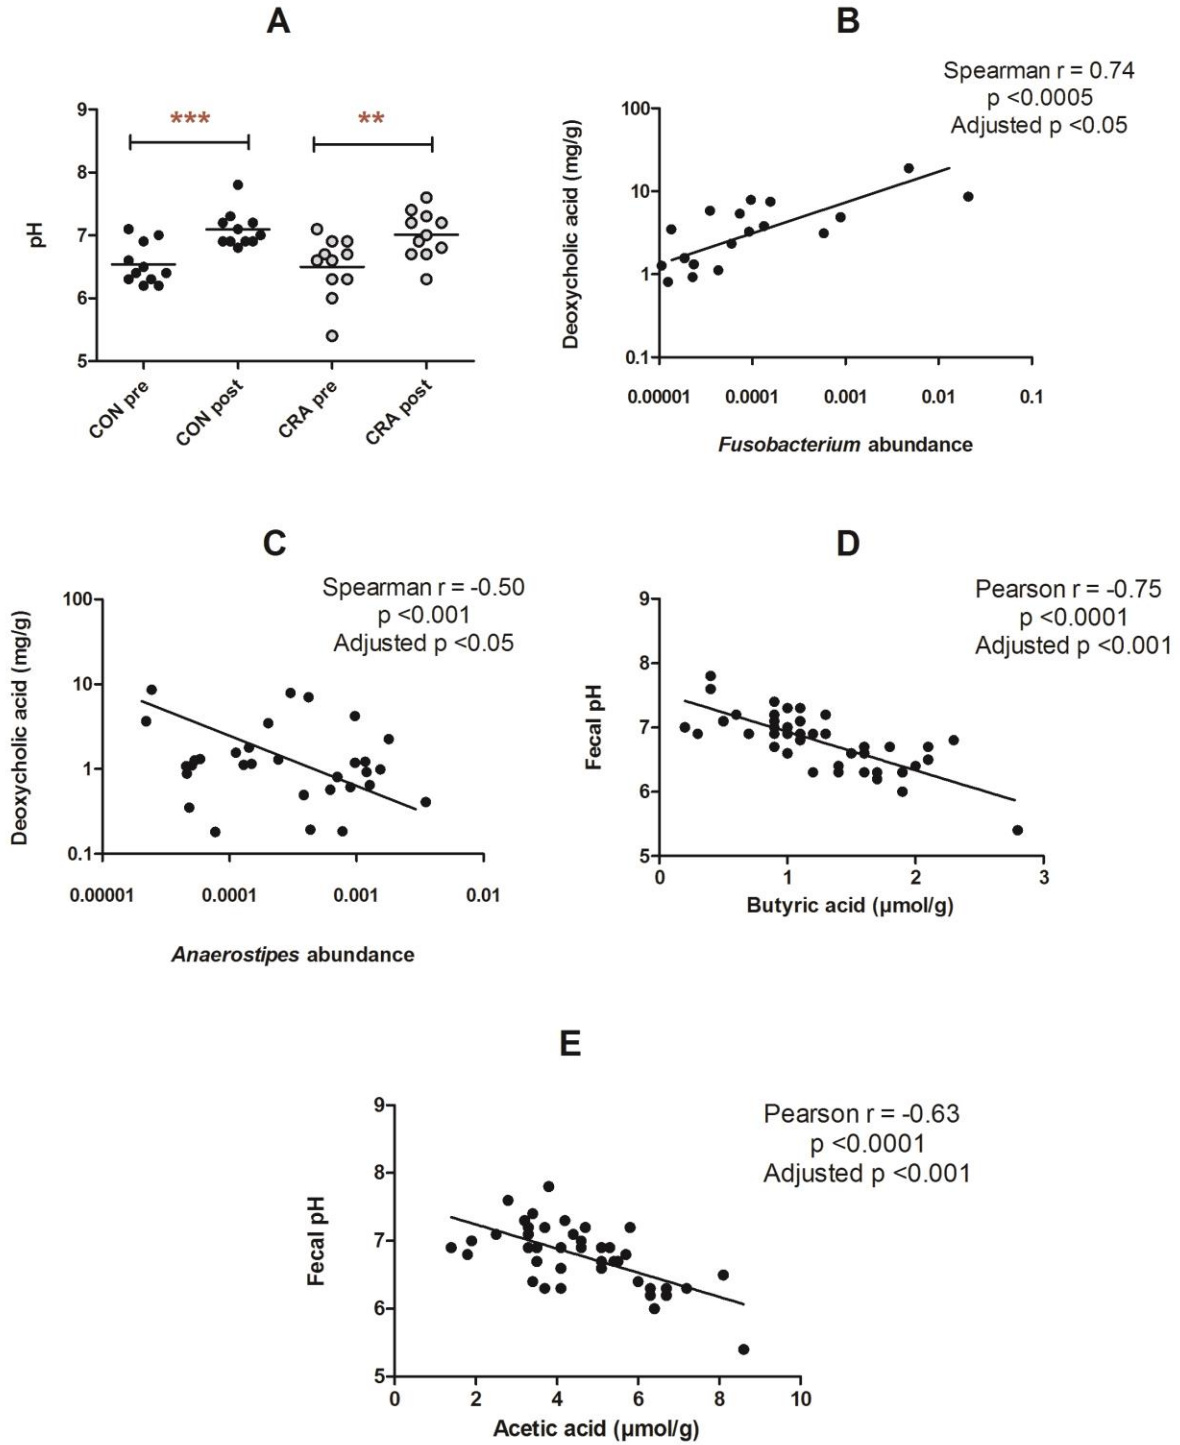 A
9
8
7
6
5
pH
***
**
CON pre
CON post
CRA pre
CRA post
B
Spearman r = 0.74
p <0.0005
Adjusted p <0.05
100
10
1
0.1
Deoxycholic acid (mg/g)
0.00001 0.0001 0.001 0.01 0.1
Fusobacterium abundance
C
Spearman r = -0.50
p <0.001
Adjusted p <0.05
100
10
1
0.1
Deoxycholic acid (mg/g)
0.00001 0.0001 0.001 0.01
Anaerostipes abundance
D
Pearson r = -0.75
p <0.0001
Adjusted p <0.001
9
8
7
6
5
Fecal pH
0 1 2 3
Butyric acid (µmol/g)
E
Pearson r = -0.63
p <0.0001
Adjusted p <0.001
9
8
7
6
5
Fecal pH
0 2 4 6 8 10
Acetic acid (µmol/g)